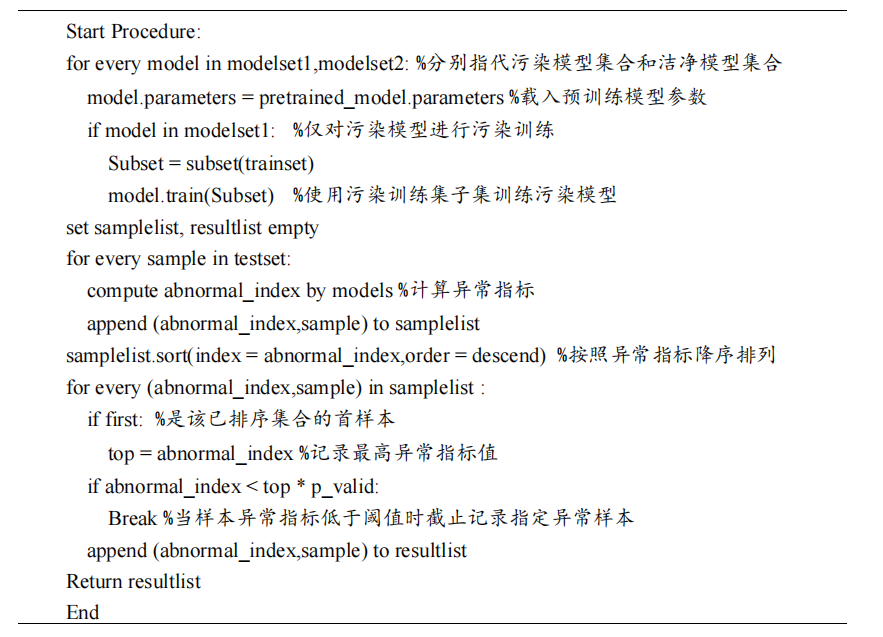 Start Procedure:
for every model in modelset1,modelset2: %分别指代污染模型集合和洁净模型集合
model.parameters = pretrained_model.parameters %载入预训练模型参数
if model in modelset1: %仅对污染模型进行污染训练
Subset = subset(trainset)
model.train(Subset) %使用污染训练集子集训练污染模型
set samplelist, resultlist empty
for every sample in testset:
compute abnormal_index by models %计算异常指标
append (abnormal_index,sample) to samplelist
samplelist.sort(index = abnormal_index,order = descend) %按照异常指标降序排列
for every (abnormal_index,sample) in samplelist :
if first: %是该已排序集合的首样本
top = abnormal_index %记录最高异常指标值
if abnormal_index < top * p_valid:
Break %当样本异常指标低于阈值时截止记录指定异常样本
append (abnormal_index,sample) to resultlist
Return resultlist
End